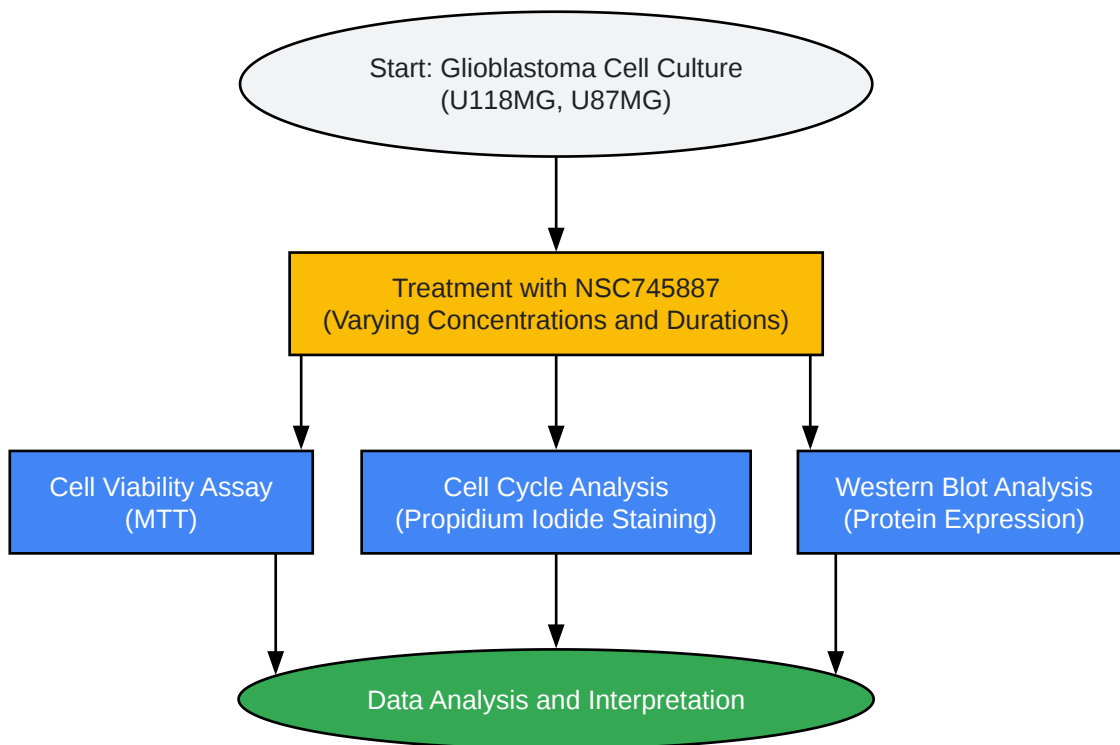 Start: Glioblastoma Cell Culture
(U118MG, U87MG)
Treatment with NSC745887
(Varying Concentrations and Durations)
Cell Viability Assay
(MTT)
Cell Cycle Analysis
(Propidium Iodide Staining)
Western Blot Analysis
(Protein Expression)
Data Analysis and Interpretation